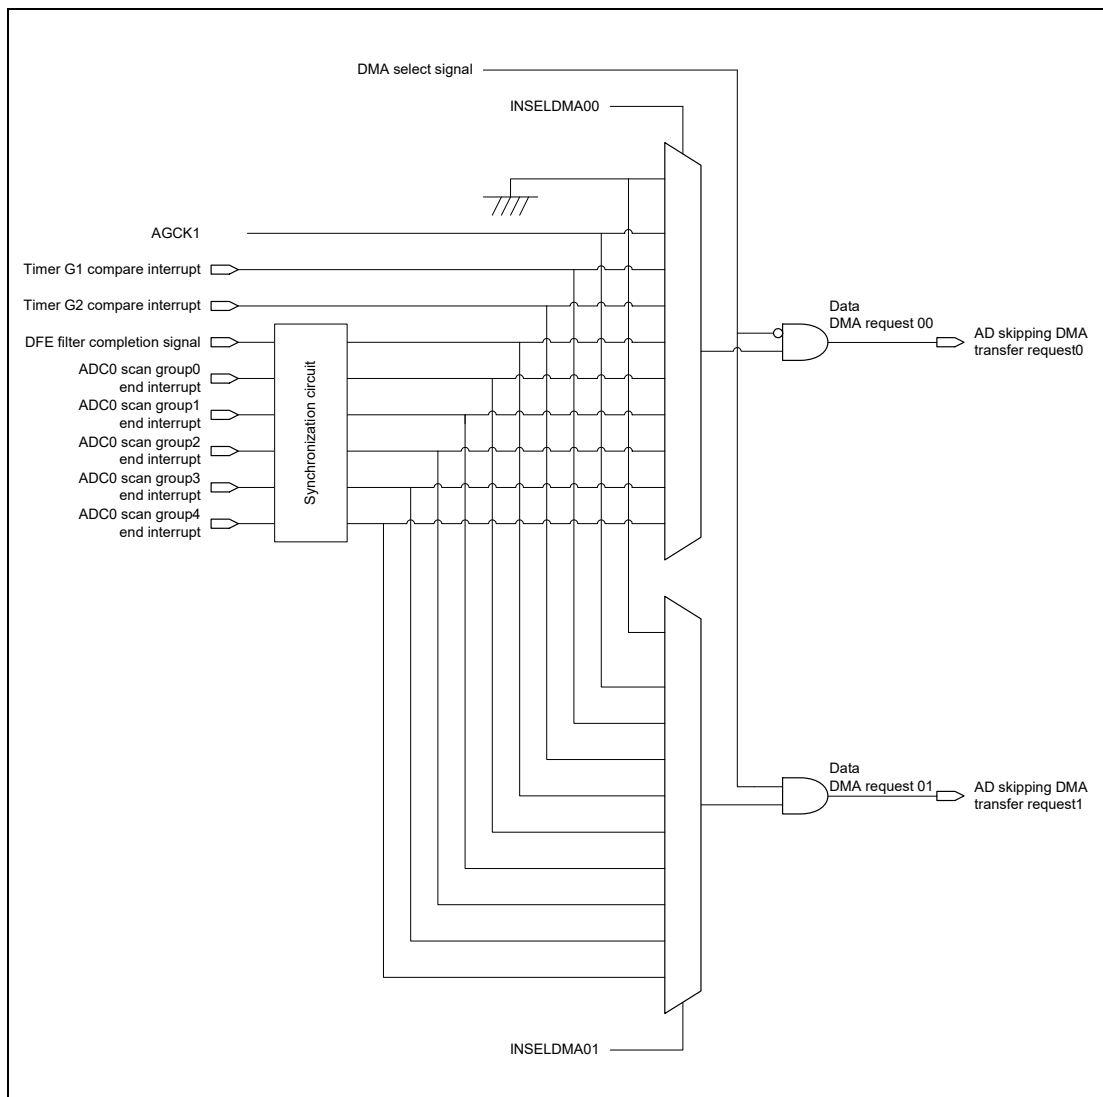 DMA select signal
INSELDMA00
AGCK1
Timer G1 compare interrupt
Timer G2 compare interrupt
DFE filter completion signal
ADC0 scan group0
end interrupt
ADC0 scan group1
end interrupt
ADC0 scan group2
end interrupt
ADC0 scan group3
end interrupt
ADC0 scan group4
end interrupt
Synchronization circuit
Data
DMA request 00
AD skipping DMA
transfer request0
Data
DMA request 01
AD skipping DMA
transfer request1
INSELDMA01